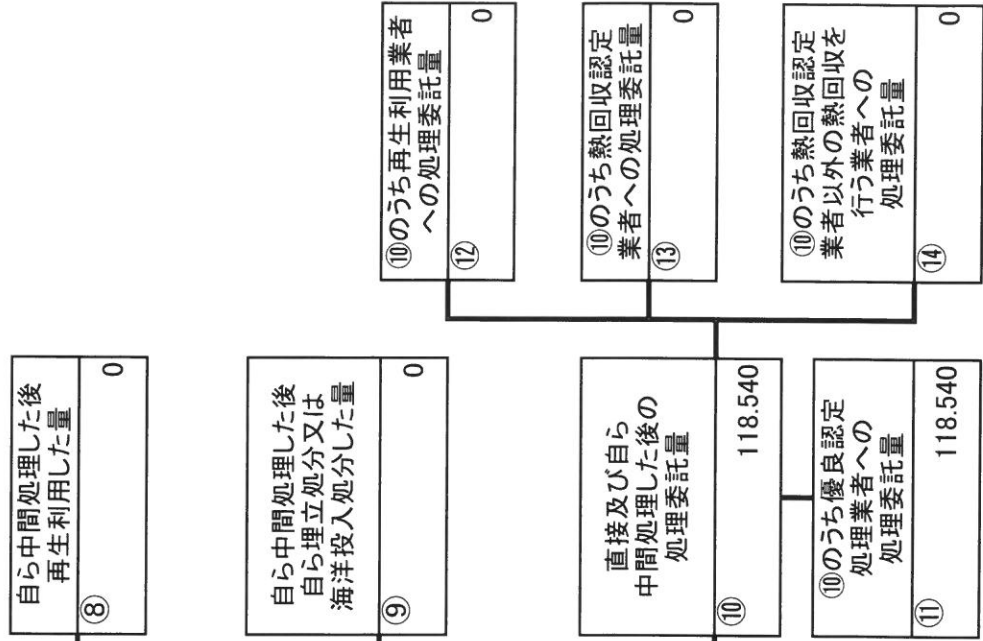 自ら中間処理した後
再生利用した量
⑧
0
自ら中間処理した後
自ら埋立処分又は
海洋投入処分した量
⑨
0
直接及び自ら
中間処理した後の
処理委託量
⑩
118.540
⑩のうち優良認定
処理業者への
処理委託量
⑪
118.540
⑩のうち再生利用業者
への処理委託量
⑫
0
⑩のうち熱回収認定
業者への処理委託量
⑬
0
⑩のうち熱回収認定
業者以外の熱回収を
行う業者への
処理委託量
⑭
0